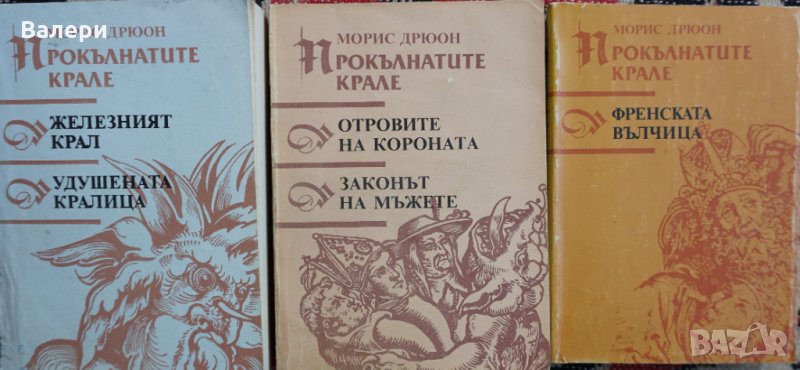 Валери
ДРЮОН
ПРОКЪЛНАТИТЕ
КРАЛЕ
ЖЕЛЕЗНИЯТ
КРАЛ
УДУШЕНАТА
КРАЛИЦА
МОРИС ДРЮОН
ПРОКЪЛНАТИТЕ
КРАЛЕ
ОТРОВИТЕ
НА КОРОНАТА
ЗАКОНЪТ
НА МЪЖЕТЕ
МОРИС ДРЮОН
ПРОКЪЛНАТИТЕ
КРАЛЕ
ФРЕНСКАТА
ВЪЛЧИЦА
BAZAR